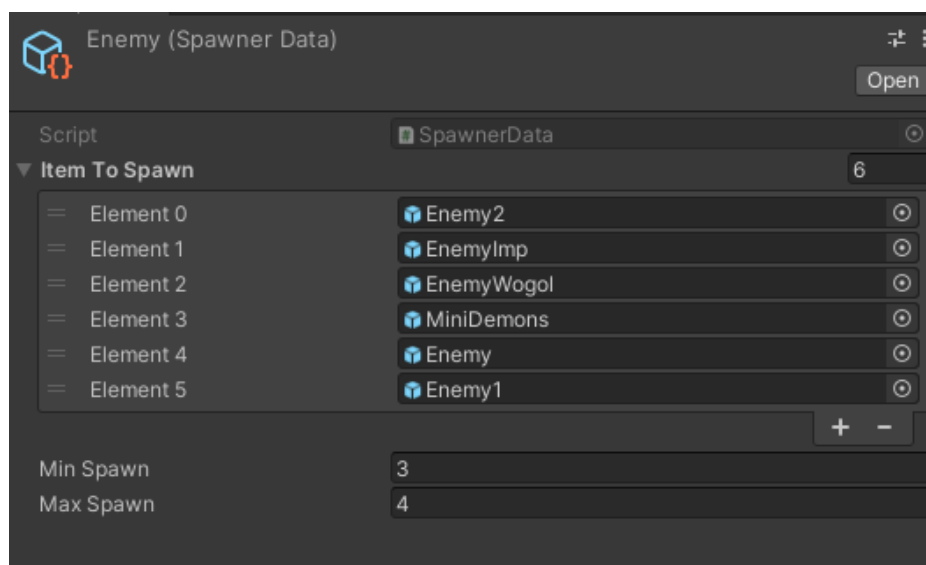 Enemy (Spawner Data)
Open
Script SpawnerData
Item To Spawn 6
Element 0 Enemy2
Element 1 EnemyImp
Element 2 EnemyWogol
Element 3 MiniDemons
Element 4 Enemy
Element 5 Enemy1
+ −
Min Spawn 3
Max Spawn 4